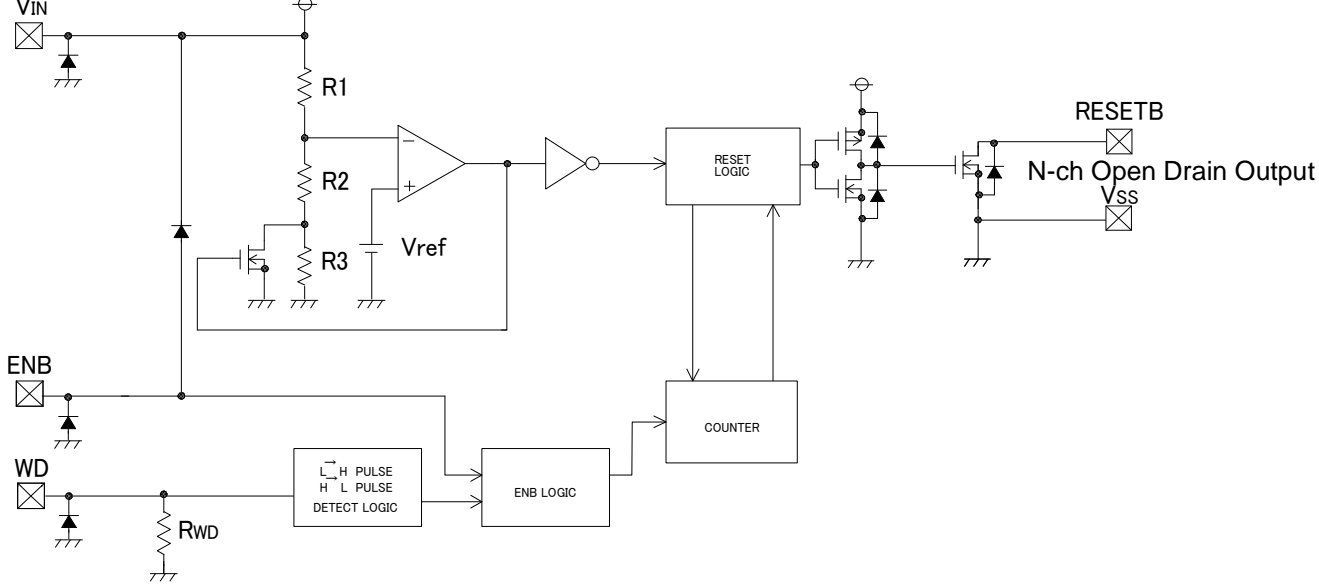 VIN
R1
R2
R3
Vref
RESET
LOGIC
RESETB
N-ch Open Drain Output
VSS
ENB
COUNTER
WD
L→H PULSE
H→L PULSE
DETECT LOGIC
ENB LOGIC
RWD